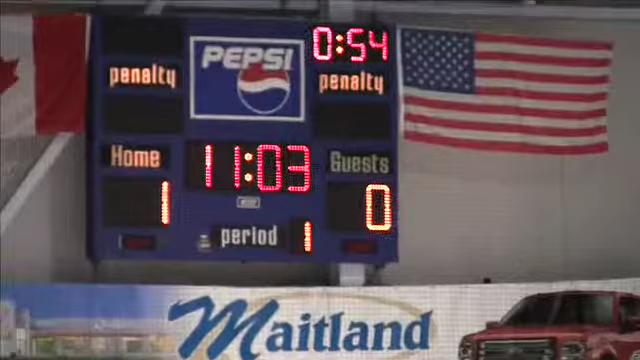 0:54
penalty
PEPSI
penalty
Home
11:03
Guests
1
0
period
1
Maitland